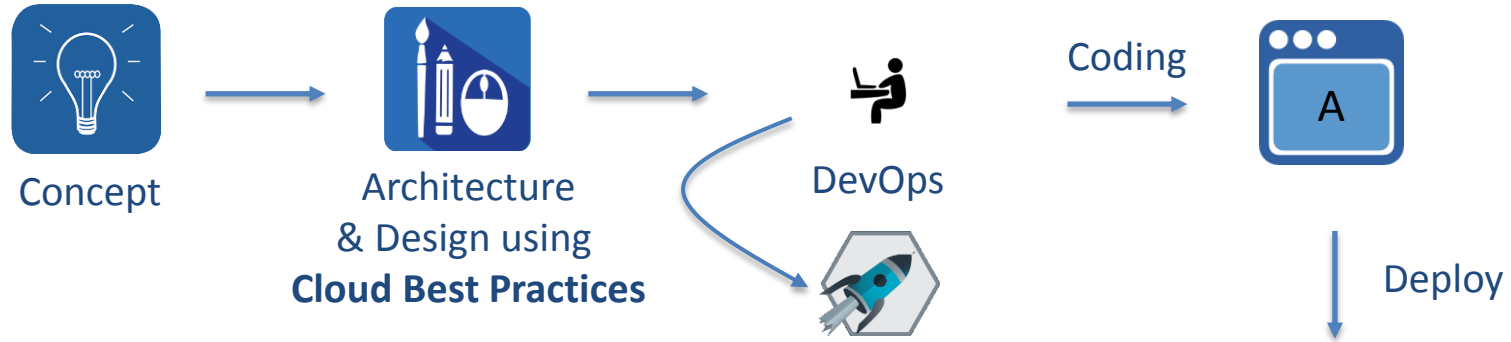 Concept
Architecture
& Design using
Cloud Best Practices
DevOps
Coding
A
Deploy